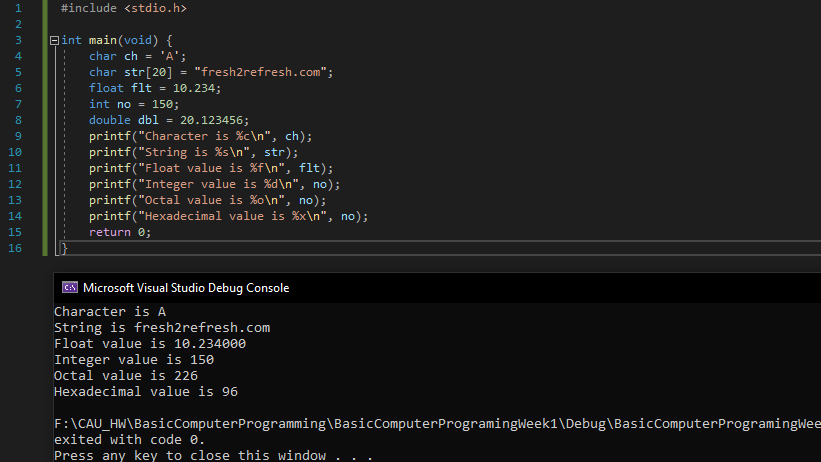 1 #include <stdio.h>
2
3 int main(void) {
4 char ch = 'A';
5 char str[20] = "fresh2refresh.com";
6 float flt = 10.234;
7 int no = 150;
8 double dbl = 20.123456;
9 printf("Character is %c\n", ch);
10 printf("String is %s\n", str);
11 printf("Float value is %f\n", flt);
12 printf("Integer value is %d\n", no);
13 printf("Octal value is %o\n", no);
14 printf("Hexadecimal value is %x\n", no);
15 return 0;
16 }
Microsoft Visual Studio Debug Console
Character is A
String is fresh2refresh.com
Float value is 10.234000
Integer value is 150
Octal value is 226
Hexadecimal value is 96
F:\CAU_HW\BasicComputerProgramming\BasicComputerProgramingWeek1\Debug\BasicComputerProgramingWee
exited with code 0.
Press any key to close this window . . .